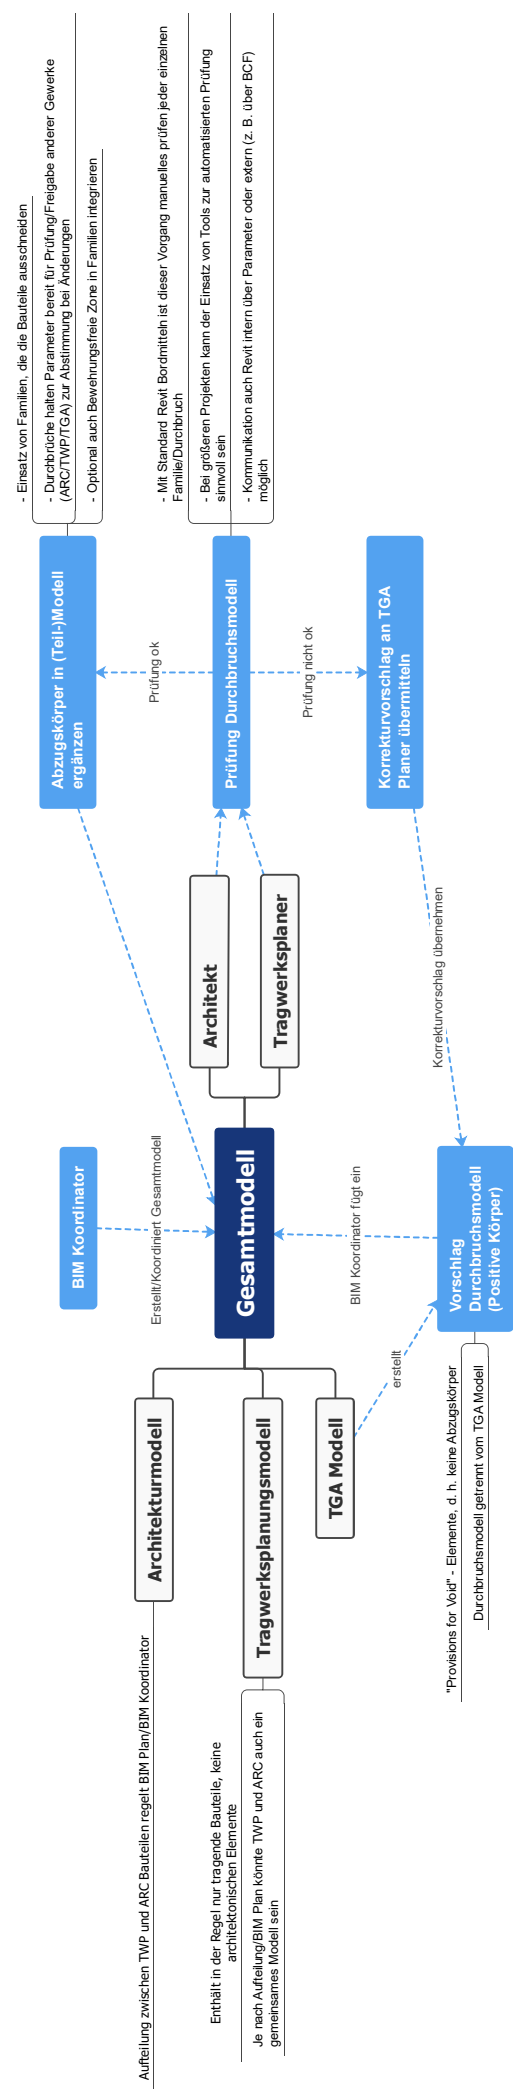 Aufteilung zwischen TWP und ARC Bauteilen regelt BIM Plan/BIM Koordinator
Architekturmodell
Enthält in der Regel nur tragende Bauteile, keine
architektonischen Elemente
Je nach Aufteilung/BIM Plan könnte TWP und ARC auch ein
gemeinsames Modell sein
Tragwerksplanungsmodell
TGA Modell
erstellt
"Provisions for Void" - Elemente, d. h. keine Abzugskörper
Durchbruchsmodell getrennt vom TGA Modell
Vorschlag
Durchbruchsmodell
(Positive Körper)
BIM Koordinator fügt ein
BIM Koordinator
Erstellt/Koordiniert Gesamtmodell
Gesamtmodell
Architekt
Tragwerksplaner
Korrekturvorschlag übernehmen
Abzugskörper in (Teil-)Modell
ergänzen
Prüfung ok
Prüfung Durchbruchsmodell
Prüfung nicht ok
Korrekturvorschlag an TGA
Planer übermitteln
- Einsatz von Familien, die die Bauteile ausschneiden
- Durchbrüche halten Parameter bereit für Prüfung/Freigabe anderer Gewerke
(ARC/TWP/TGA) zur Abstimmung bei Änderungen
- Optional auch Bewehrungsfreie Zone in Familien integrieren
- Mit Standard Revit Bordmitteln ist dieser Vorgang manuelles prüfen jeder einzelnen
Familie/Durchbruch
- Bei größeren Projekten kann der Einsatz von Tools zur automatisierten Prüfung
sinnvoll sein
- Kommunikation auch Revit intern über Parameter oder extern (z. B. über BCF)
möglich